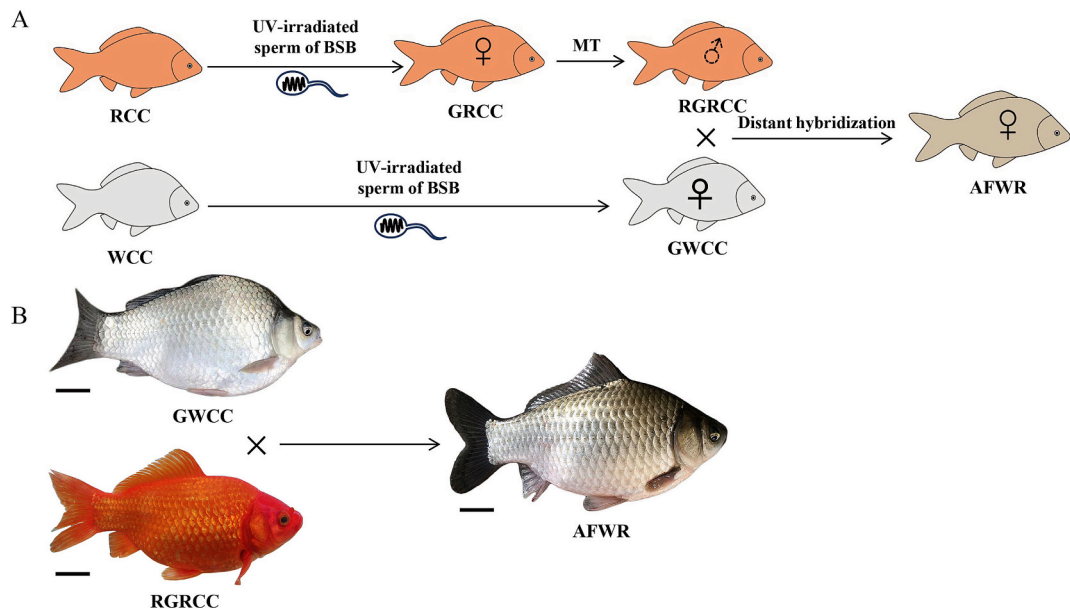 A
UV-irradiated
sperm of BSB
RCC
♀
GRCC
MT
♂
RGRCC
×
Distant hybridization
♀
AFWR
UV-irradiated
sperm of BSB
WCC
♀
GWCC
B
GWCC
×
RGRCC
AFWR